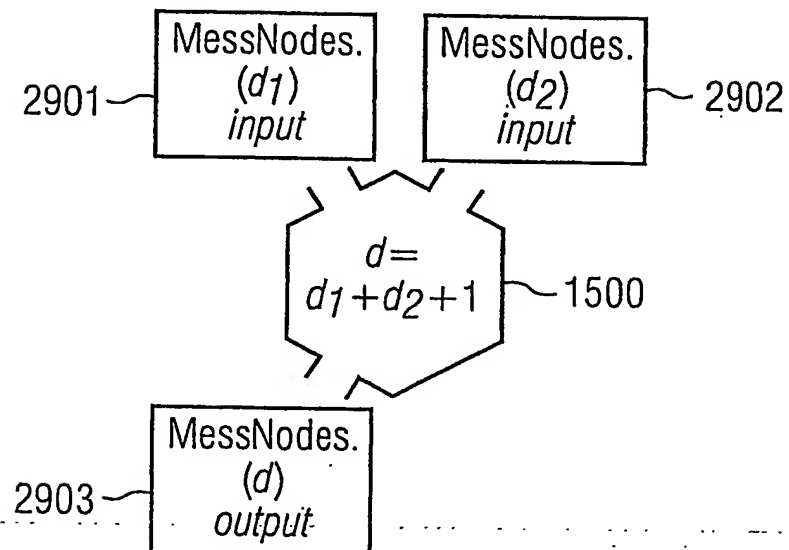 MessNodes.
(d1)
input
2901
MessNodes.
(d2)
input
2902
d=
d1+d2+1
1500
MessNodes.
(d)
output
2903